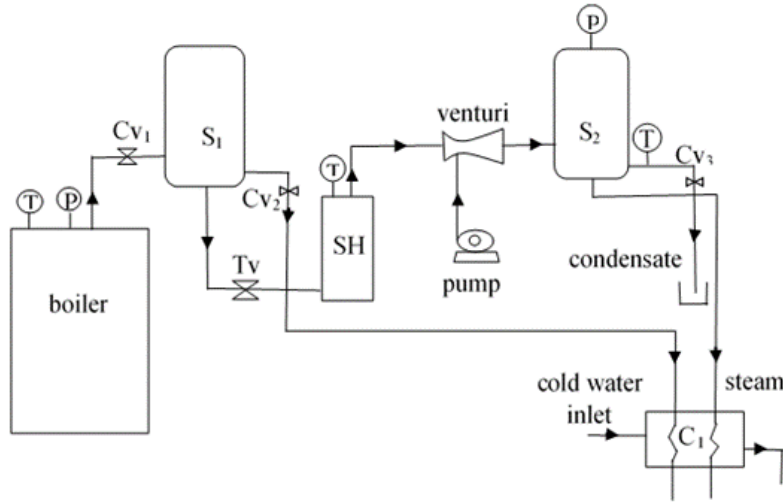 P
venturi
Cv₁
S₁
S₂
T
Cv₃
T
P
T
Cv₂
SH
Tv
pump
condensate
boiler
cold water
inlet
steam
C₁